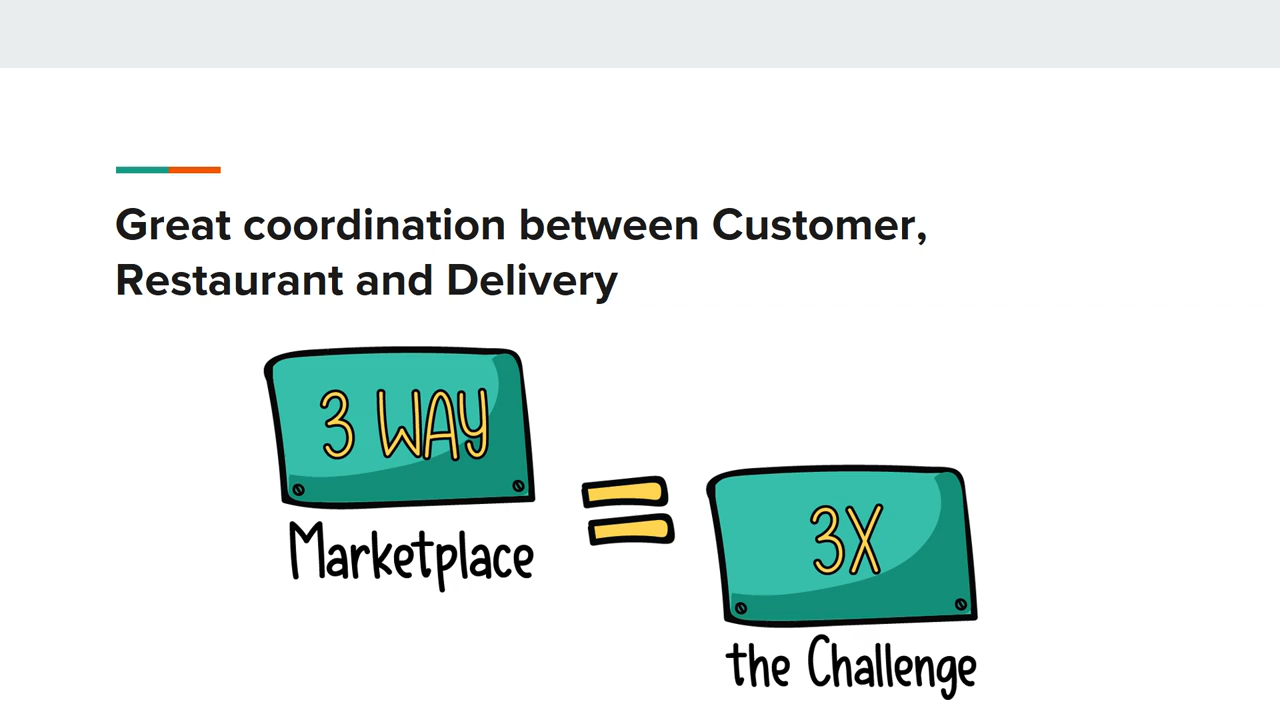 Great coordination between Customer,
Restaurant and Delivery
3 WAY
Marketplace
=
3X
the Challenge